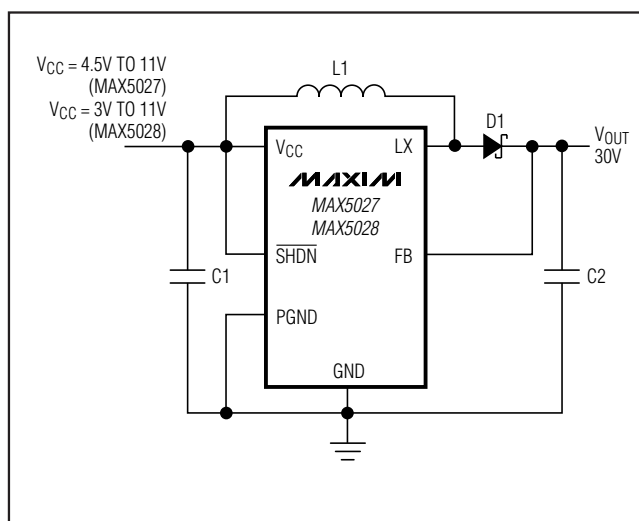 VCC = 4.5V TO 11V
(MAX5027)
VCC = 3V TO 11V
(MAX5028)
L1
D1
VOUT
30V
VCC
LX
MAXIM
MAX5027
MAX5028
SHDN
FB
C1
C2
PGND
GND